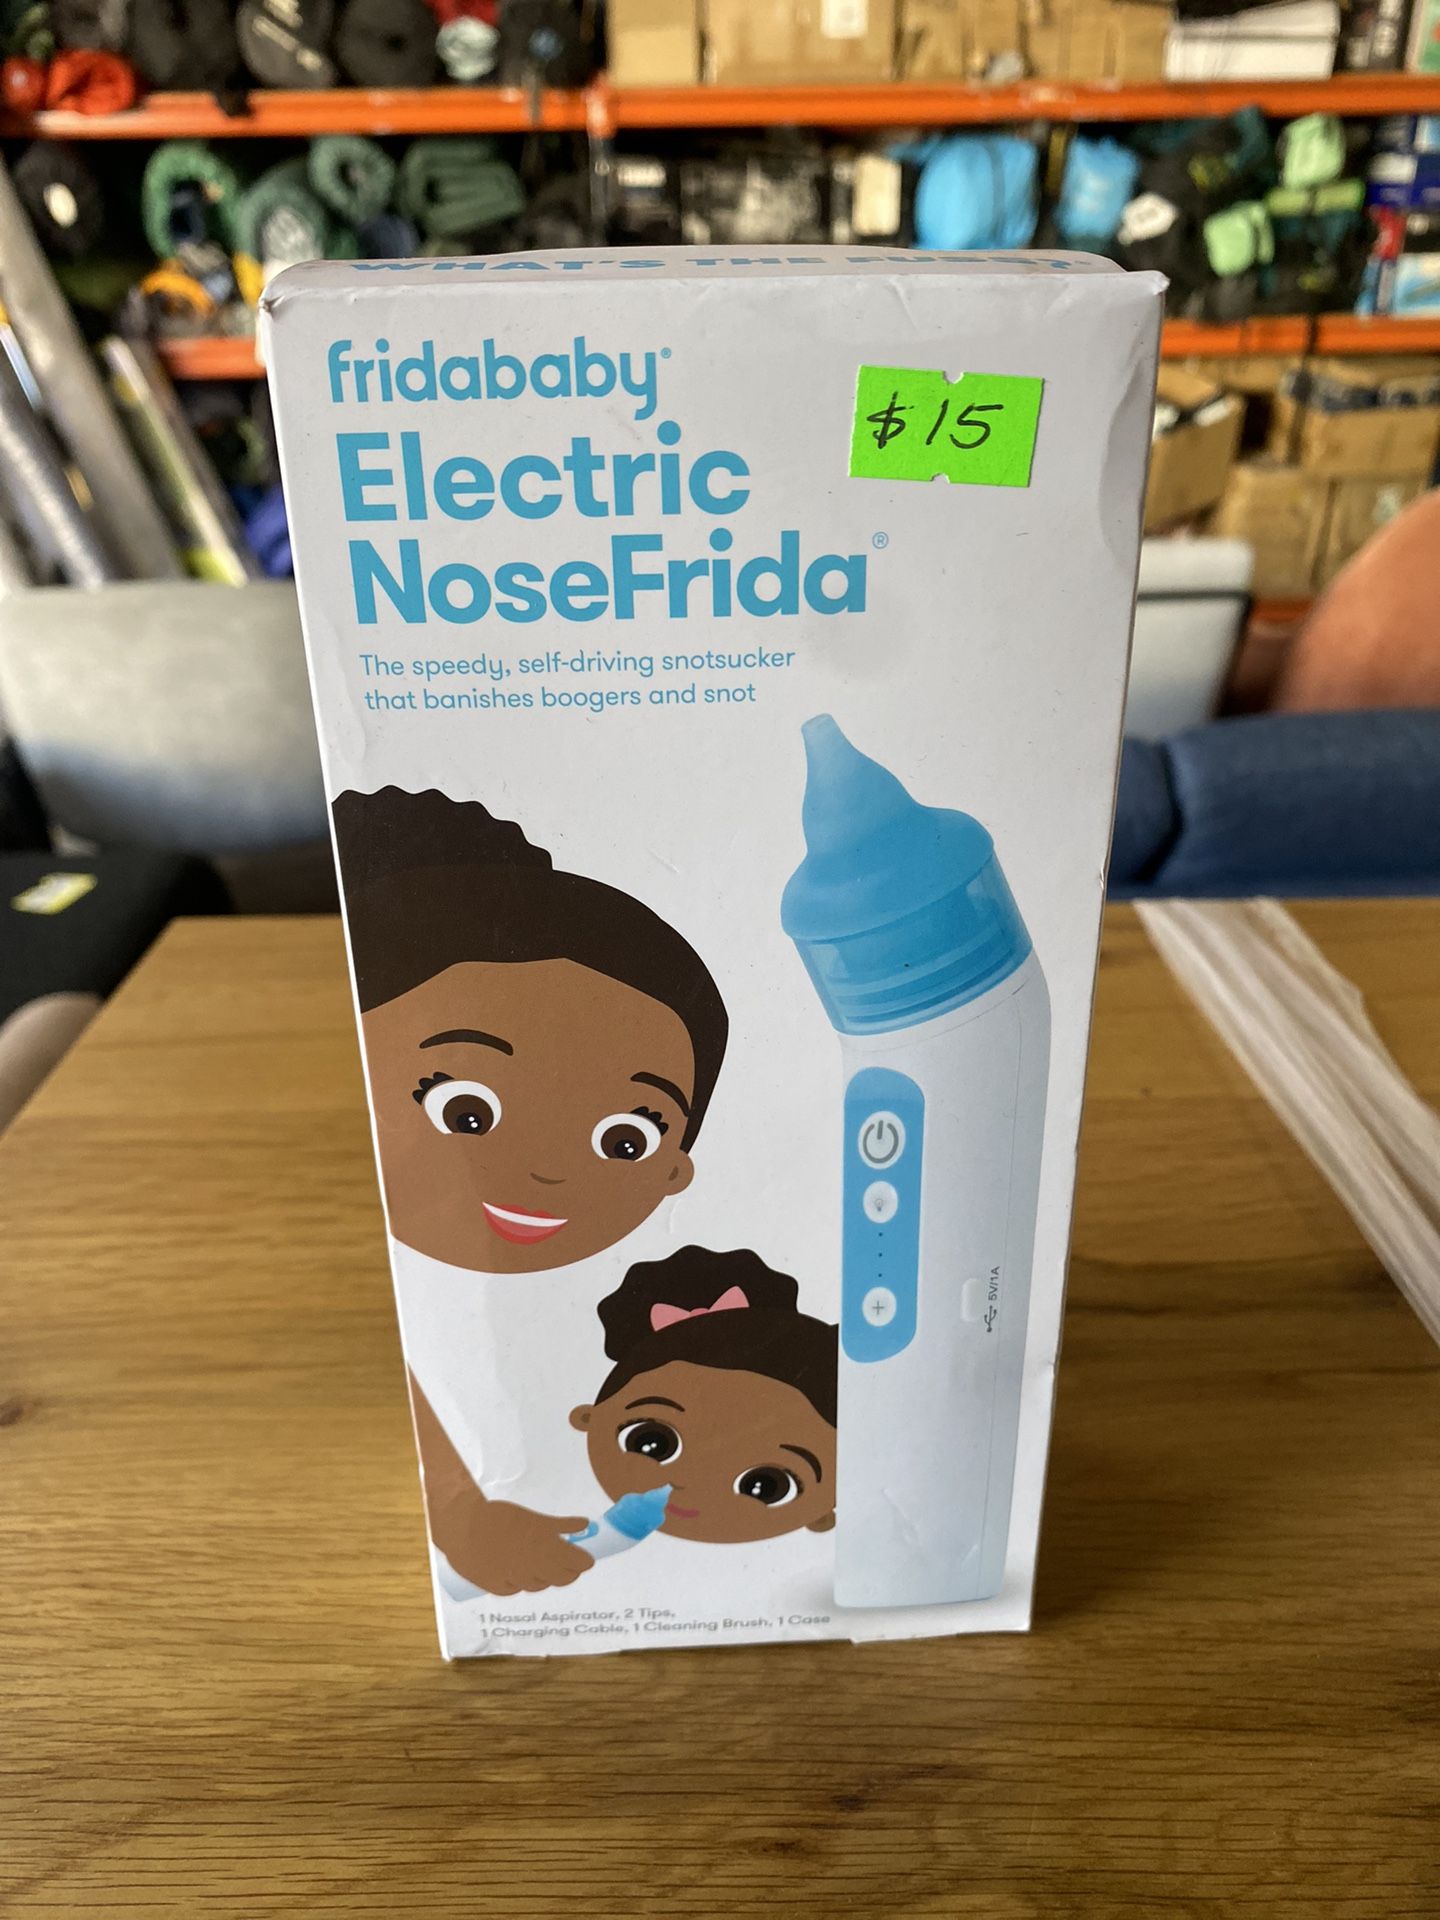 WHAT'S THE FUSS?
fridababy®
$15
Electric
NoseFrida®
The speedy, self-driving snotsucker
that banishes boogers and snot
5V/1A
1 Nasal Aspirator, 2 Tips,
1 Charging Cable, 1 Cleaning Brush, 1 Case